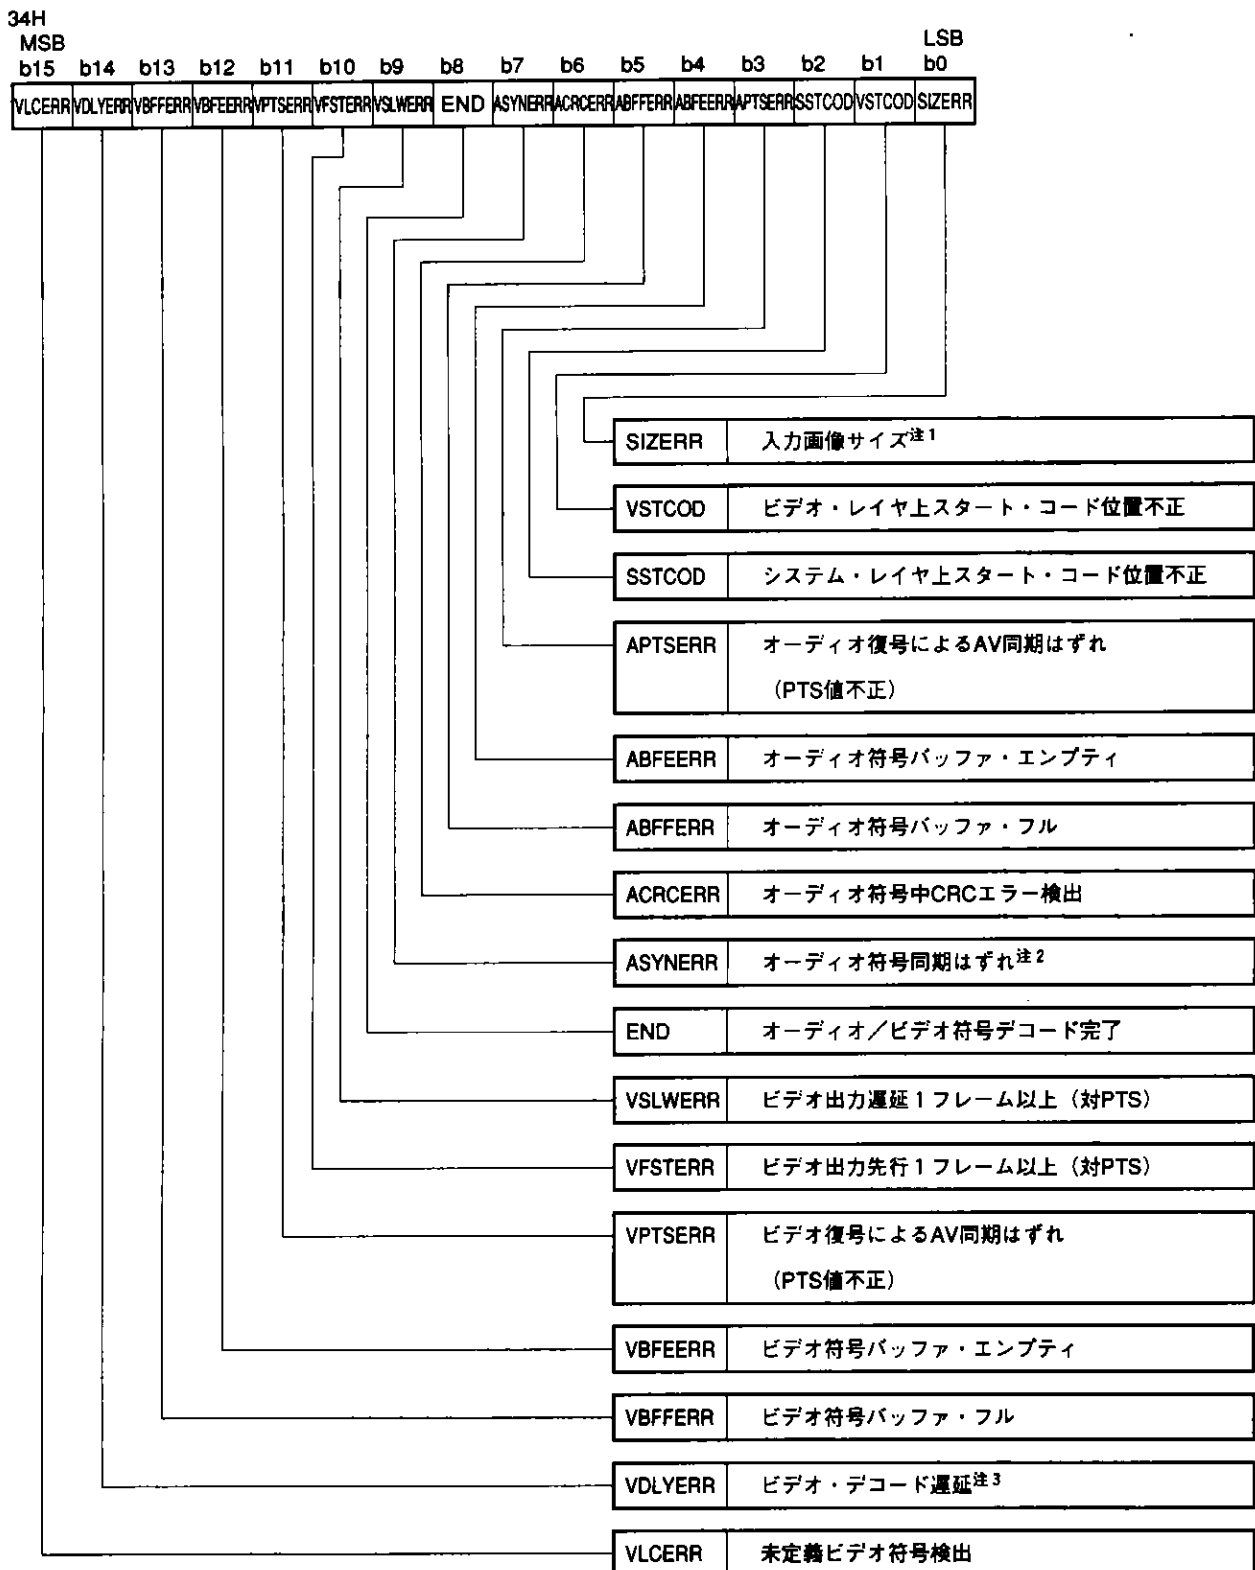 34H
MSB LSB
b15 b14 b13 b12 b11 b10 b9 b8 b7 b6 b5 b4 b3 b2 b1 b0
VLCERR VDLYERR VBFFERR VBFEERR VPTSERR VFSTERR VSLWERR END ASYNERR ACRCERR ABFFERR ABFEERR APTSERR SSTCOD VSTCOD SIZERR
SIZERR 入力画像サイズ注1
VSTCOD ビデオ・レイヤ上スタート・コード位置不正
SSTCOD システム・レイヤ上スタート・コード位置不正
APTSERR オーディオ復号によるAV同期はずれ
（PTS値不正）
ABFEERR オーディオ符号バッファ・エンプティ
ABFFERR オーディオ符号バッファ・フル
ACRCERR オーディオ符号中CRCエラー検出
ASYNERR オーディオ符号同期はずれ注2
END オーディオ／ビデオ符号デコード完了
VSLWERR ビデオ出力遅延1フレーム以上（対PTS）
VFSTERR ビデオ出力先行1フレーム以上（対PTS）
VPTSERR ビデオ復号によるAV同期はずれ
（PTS値不正）
VBFEERR ビデオ符号バッファ・エンプティ
VBFFERR ビデオ符号バッファ・フル
VDLYERR ビデオ・デコード遅延注3
VLCERR 未定義ビデオ符号検出